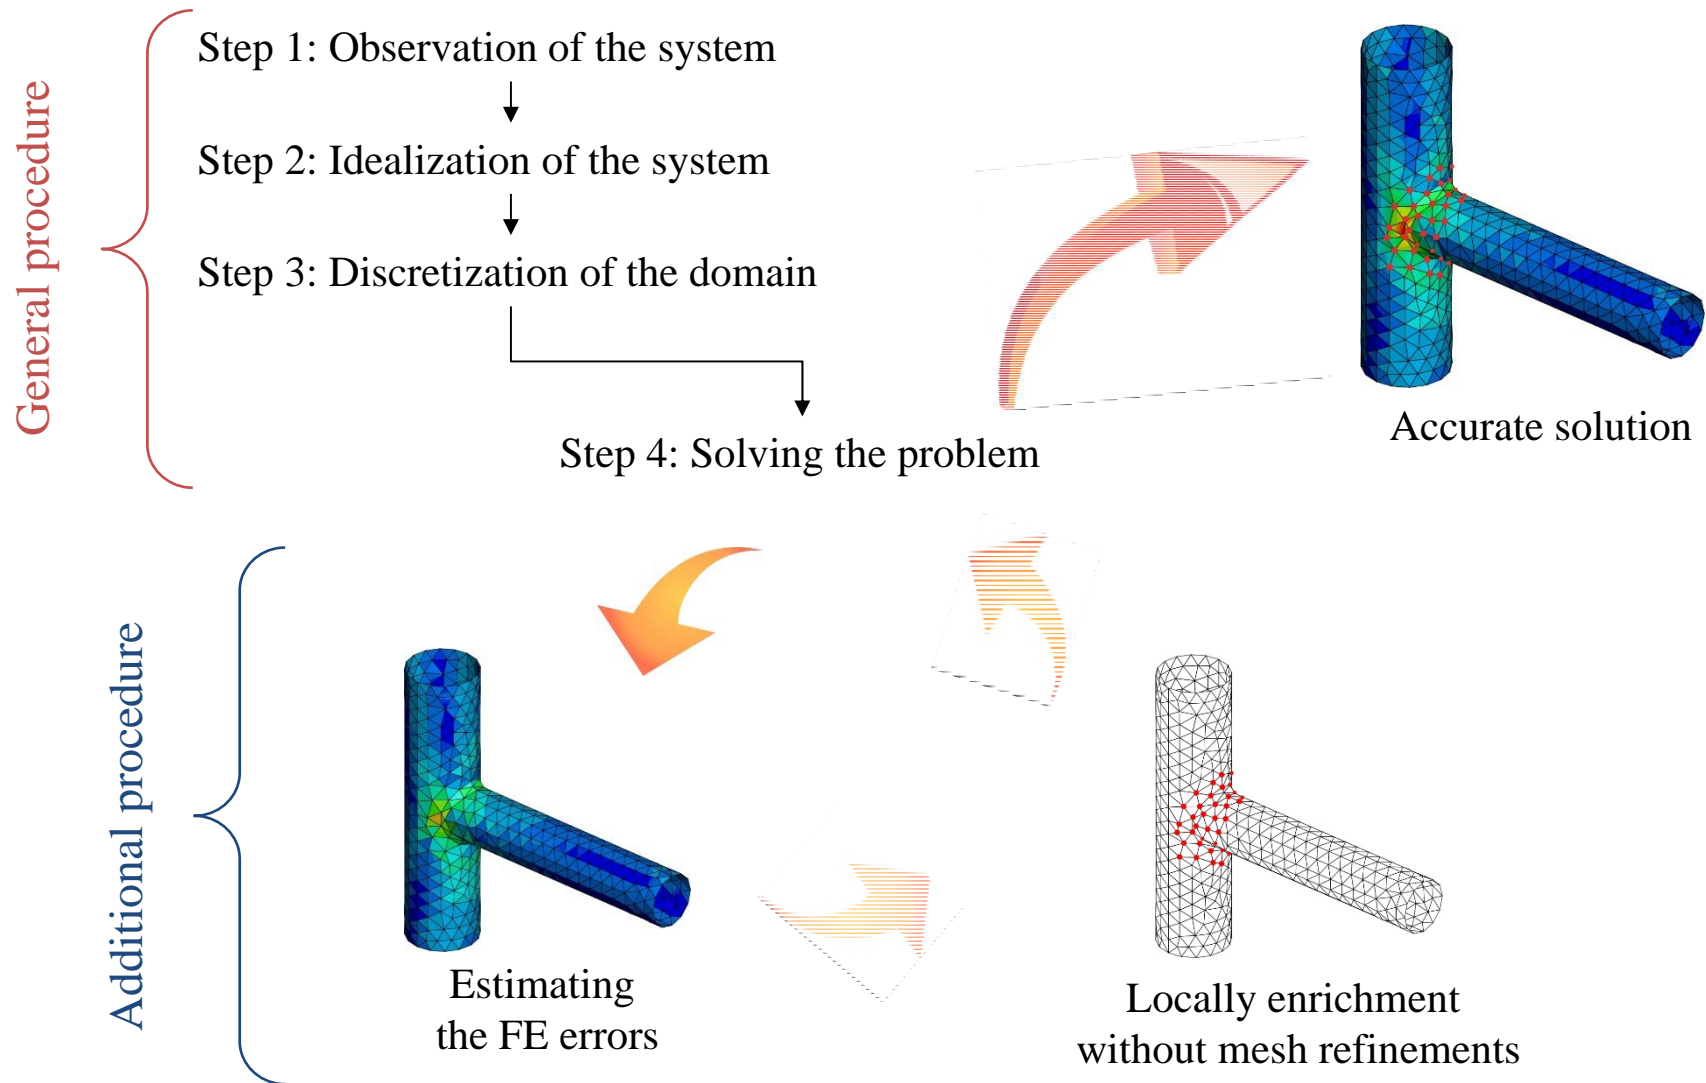 General procedure
Step 1: Observation of the system
Step 2: Idealization of the system
Step 3: Discretization of the domain
Step 4: Solving the problem
Accurate solution
Additional procedure
Estimating
the FE errors
Locally enrichment
without mesh refinements